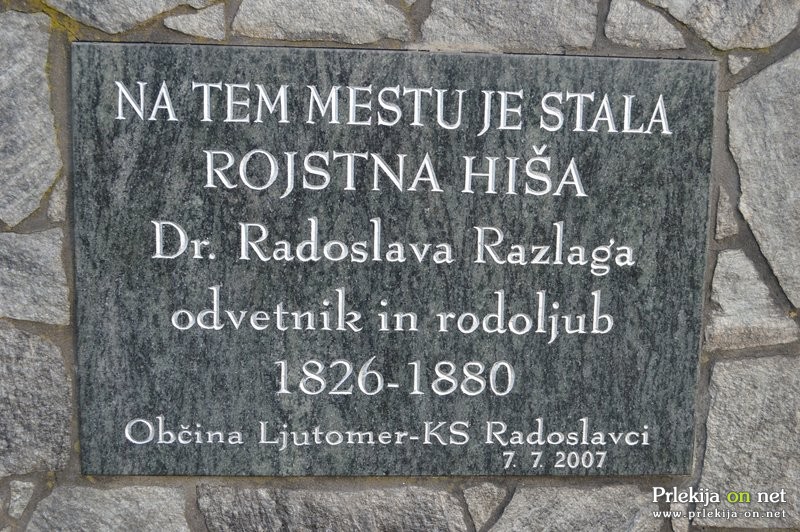 NA TEM MESTU JE STALA
ROJSTNA HIŠA
Dr. Radoslava Razlaga
odvetnik in rodoljub
1826-1880
Občina Ljutomer-KS Radoslavci
7. 7. 2007
Prlekija on net
www.prlekija-on.net